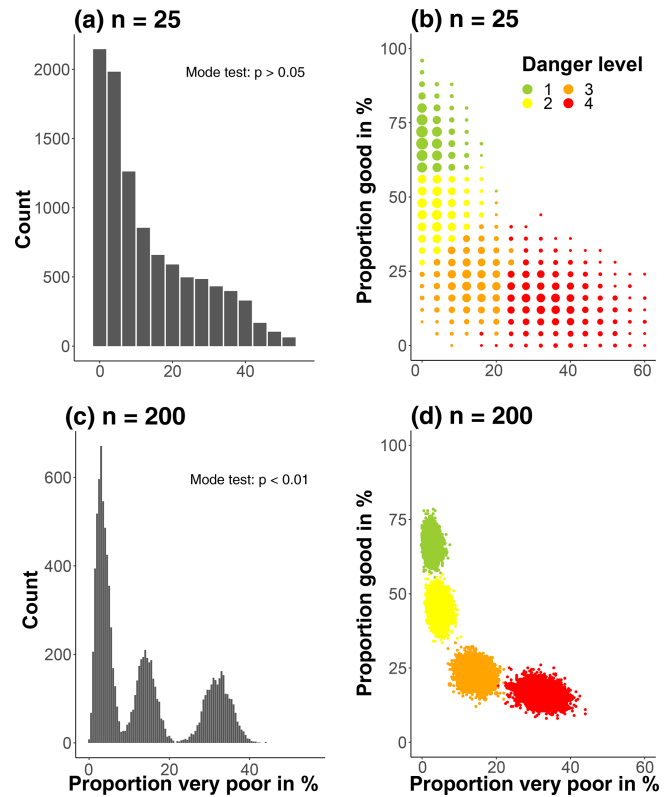 (a) n = 25
Mode test: p > 0.05
Count
2000
1500
1000
500
0
0 20 40
(b) n = 25
Proportion good in %
Danger level
1 3
2 4
100
75
50
25
0
0 20 40 60
(c) n = 200
Mode test: p < 0.01
Count
600
400
200
0
0 20 40
Proportion very poor in %
(d) n = 200
Proportion good in %
100
75
50
25
0
0 20 40 60
Proportion very poor in %